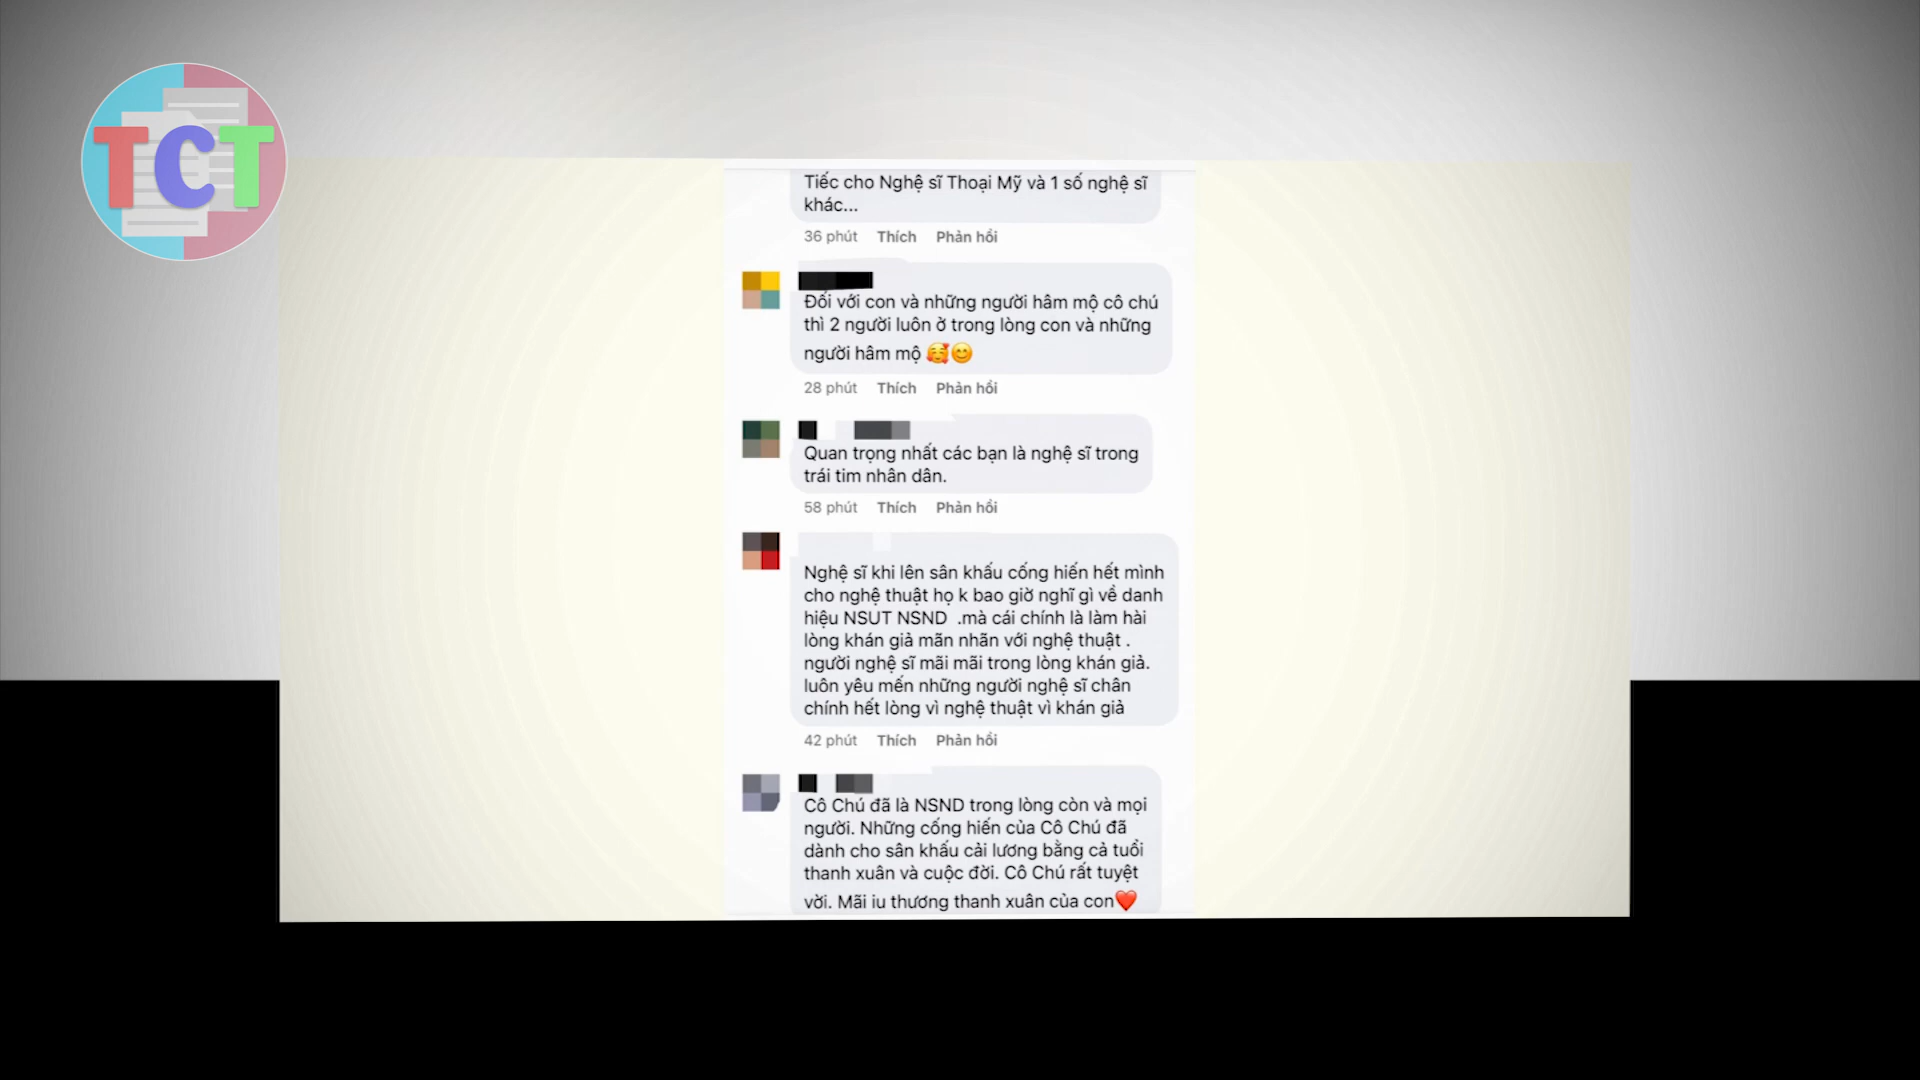 TCT
Tiếc cho Nghệ sĩ Thoại Mỹ và 1 số nghệ sĩ
khác...
36 phút Thích Phản hồi
Đối với con và những người hâm mộ cô chú
thì 2 người luôn ở trong lòng con và những
người hâm mộ 🥰😊
28 phút Thích Phản hồi
Quan trọng nhất các bạn là nghệ sĩ trong
trái tim nhân dân.
58 phút Thích Phản hồi
Nghệ sĩ khi lên sân khấu cống hiến hết mình
cho nghệ thuật họ k bao giờ nghĩ gì về danh
hiệu NSUT NSND .mà cái chính là làm hài
lòng khán giả mãn nhãn với nghệ thuật .
người nghệ sĩ mãi mãi trong lòng khán giả.
luôn yêu mến những người nghệ sĩ chân
chính hết lòng vì nghệ thuật vì khán giả
42 phút Thích Phản hồi
Cô Chú đã là NSND trong lòng còn và mọi
người. Những cống hiến của Cô Chú đã
dành cho sân khấu cải lương bằng cả tuổi
thanh xuân và cuộc đời. Cô Chú rất tuyệt
vời. Mãi iu thương thanh xuân của con❤️